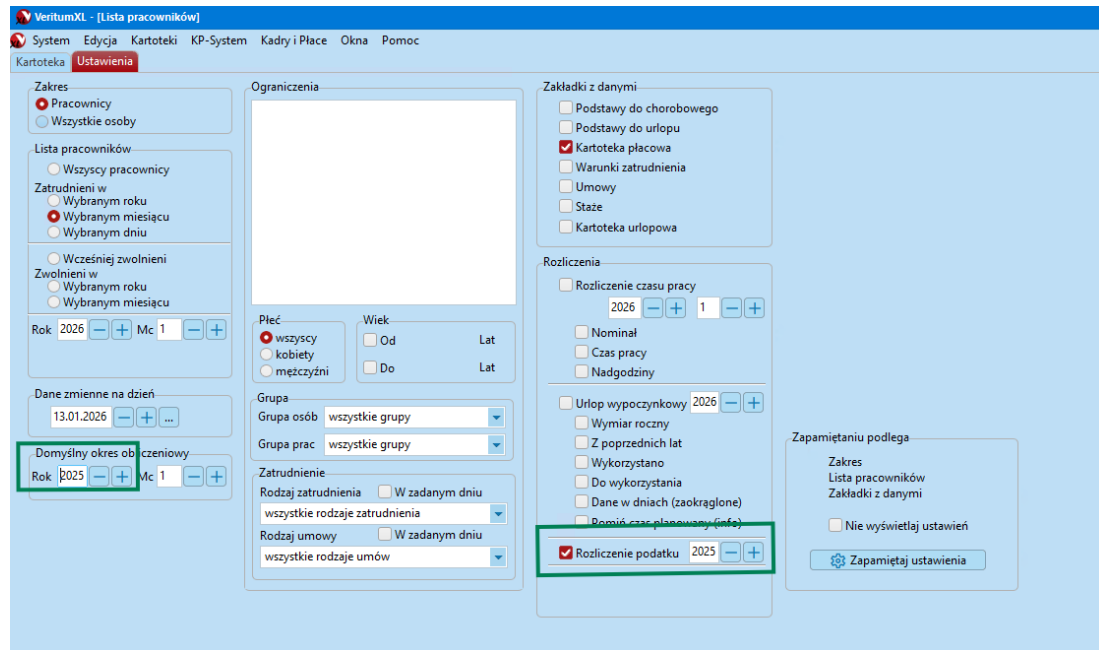 VeritumXL - [Lista pracowników]
System Edycja Kartoteki KP-System Kadry i Płace Okna Pomoc
Kartoteka Ustawienia
Zakres
Pracownicy
Wszystkie osoby
Lista pracowników
Wszyscy pracownicy
Zatrudnieni w
Wybranym roku
Wybranym miesiącu
Wybranym dniu
Wcześniej zwolnieni
Zwolnieni w
Wybranym roku
Wybranym miesiącu
Rok 2026 Mc 1
Dane zmienne na dzień
13.01.2026 ...
Domyślny okres obliczeniowy
Rok 2025 Mc 1
Ograniczenia
Płeć
wszyscy
kobiety
mężczyźni
Wiek
Od Lat
Do Lat
Grupa
Grupa osób wszystkie grupy
Grupa prac wszystkie grupy
Zatrudnienie
Rodzaj zatrudnienia W zadanym dniu
wszystkie rodzaje zatrudnienia
Rodzaj umowy W zadanym dniu
wszystkie rodzaje umów
Zakładki z danymi
Podstawy do chorobowego
Podstawy do urlopu
Kartoteka płacowa
Warunki zatrudnienia
Umowy
Staże
Kartoteka urlopowa
Rozliczenia
Rozliczenie czasu pracy
2026 1
Nominał
Czas pracy
Nadgodziny
Urlop wypoczynkowy 2026
Wymiar roczny
Z poprzednich lat
Wykorzystano
Do wykorzystania
Dane w dniach (zaokrąglone)
Pomiń czas planowany (info)
Rozliczenie podatku 2025
Zapamiętaniu podlega
Zakres
Lista pracowników
Zakładki z danymi
Nie wyświetlaj ustawień
Zapamiętaj ustawienia